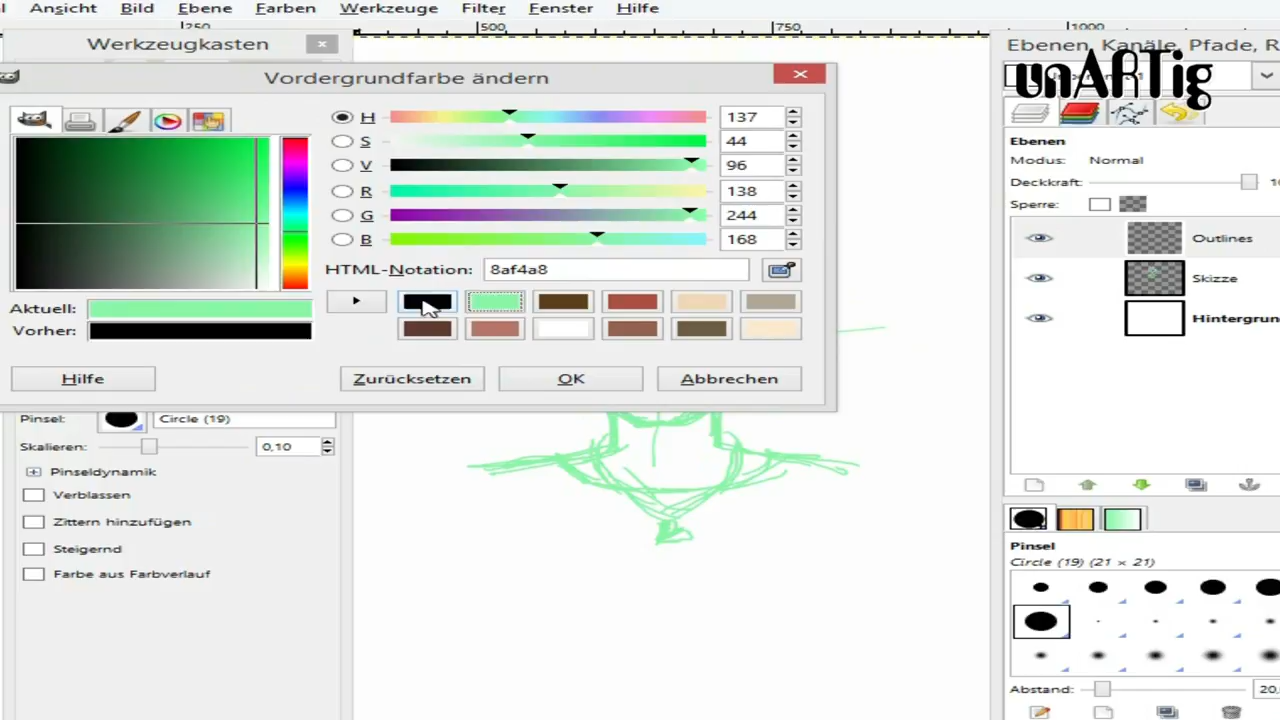 Ansicht Bild Ebene Farben Werkzeuge Filter Fenster Hilfe
250 500 750 1000
Werkzeugkasten
Ebenen, Kanäle, Pfade, R
unARTig
Vordergrundfarbe ändern
H 137
S 44
V 96
R 138
G 244
B 168
HTML-Notation: 8af4a8
Aktuell:
Vorher:
Hilfe Zurücksetzen OK Abbrechen
Pinsel: Circle (19)
Skalieren: 0,10
Pinseldynamik
Verblassen
Zittern hinzufügen
Steigernd
Farbe aus Farbverlauf
Ebenen
Modus: Normal
Deckkraft: 10
Sperre:
Outlines
Skizze
Hintergrun
Pinsel
Circle (19) (21 × 21)
Abstand: 20,